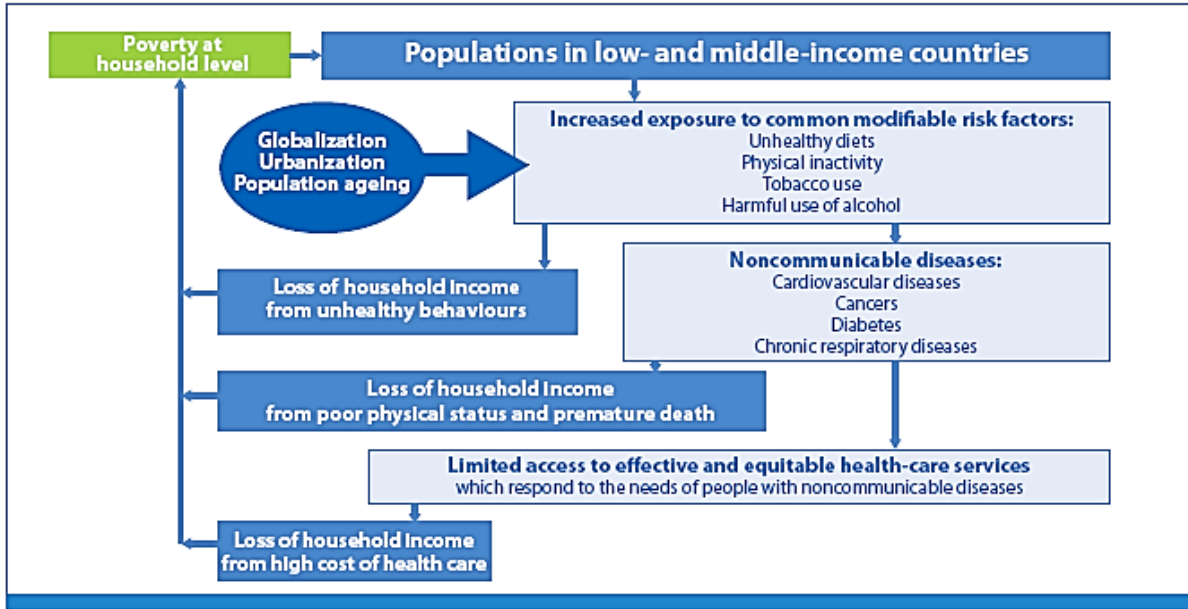 Poverty at
household level
Populations in low- and middle-income countries
Globalization
Urbanization
Population ageing
Increased exposure to common modifiable risk factors:
Unhealthy diets
Physical inactivity
Tobacco use
Harmful use of alcohol
Noncommunicable diseases:
Cardiovascular diseases
Cancers
Diabetes
Chronic respiratory diseases
Loss of household income
from unhealthy behaviours
Loss of household income
from poor physical status and premature death
Limited access to effective and equitable health-care services
which respond to the needs of people with noncommunicable diseases
Loss of household income
from high cost of health care